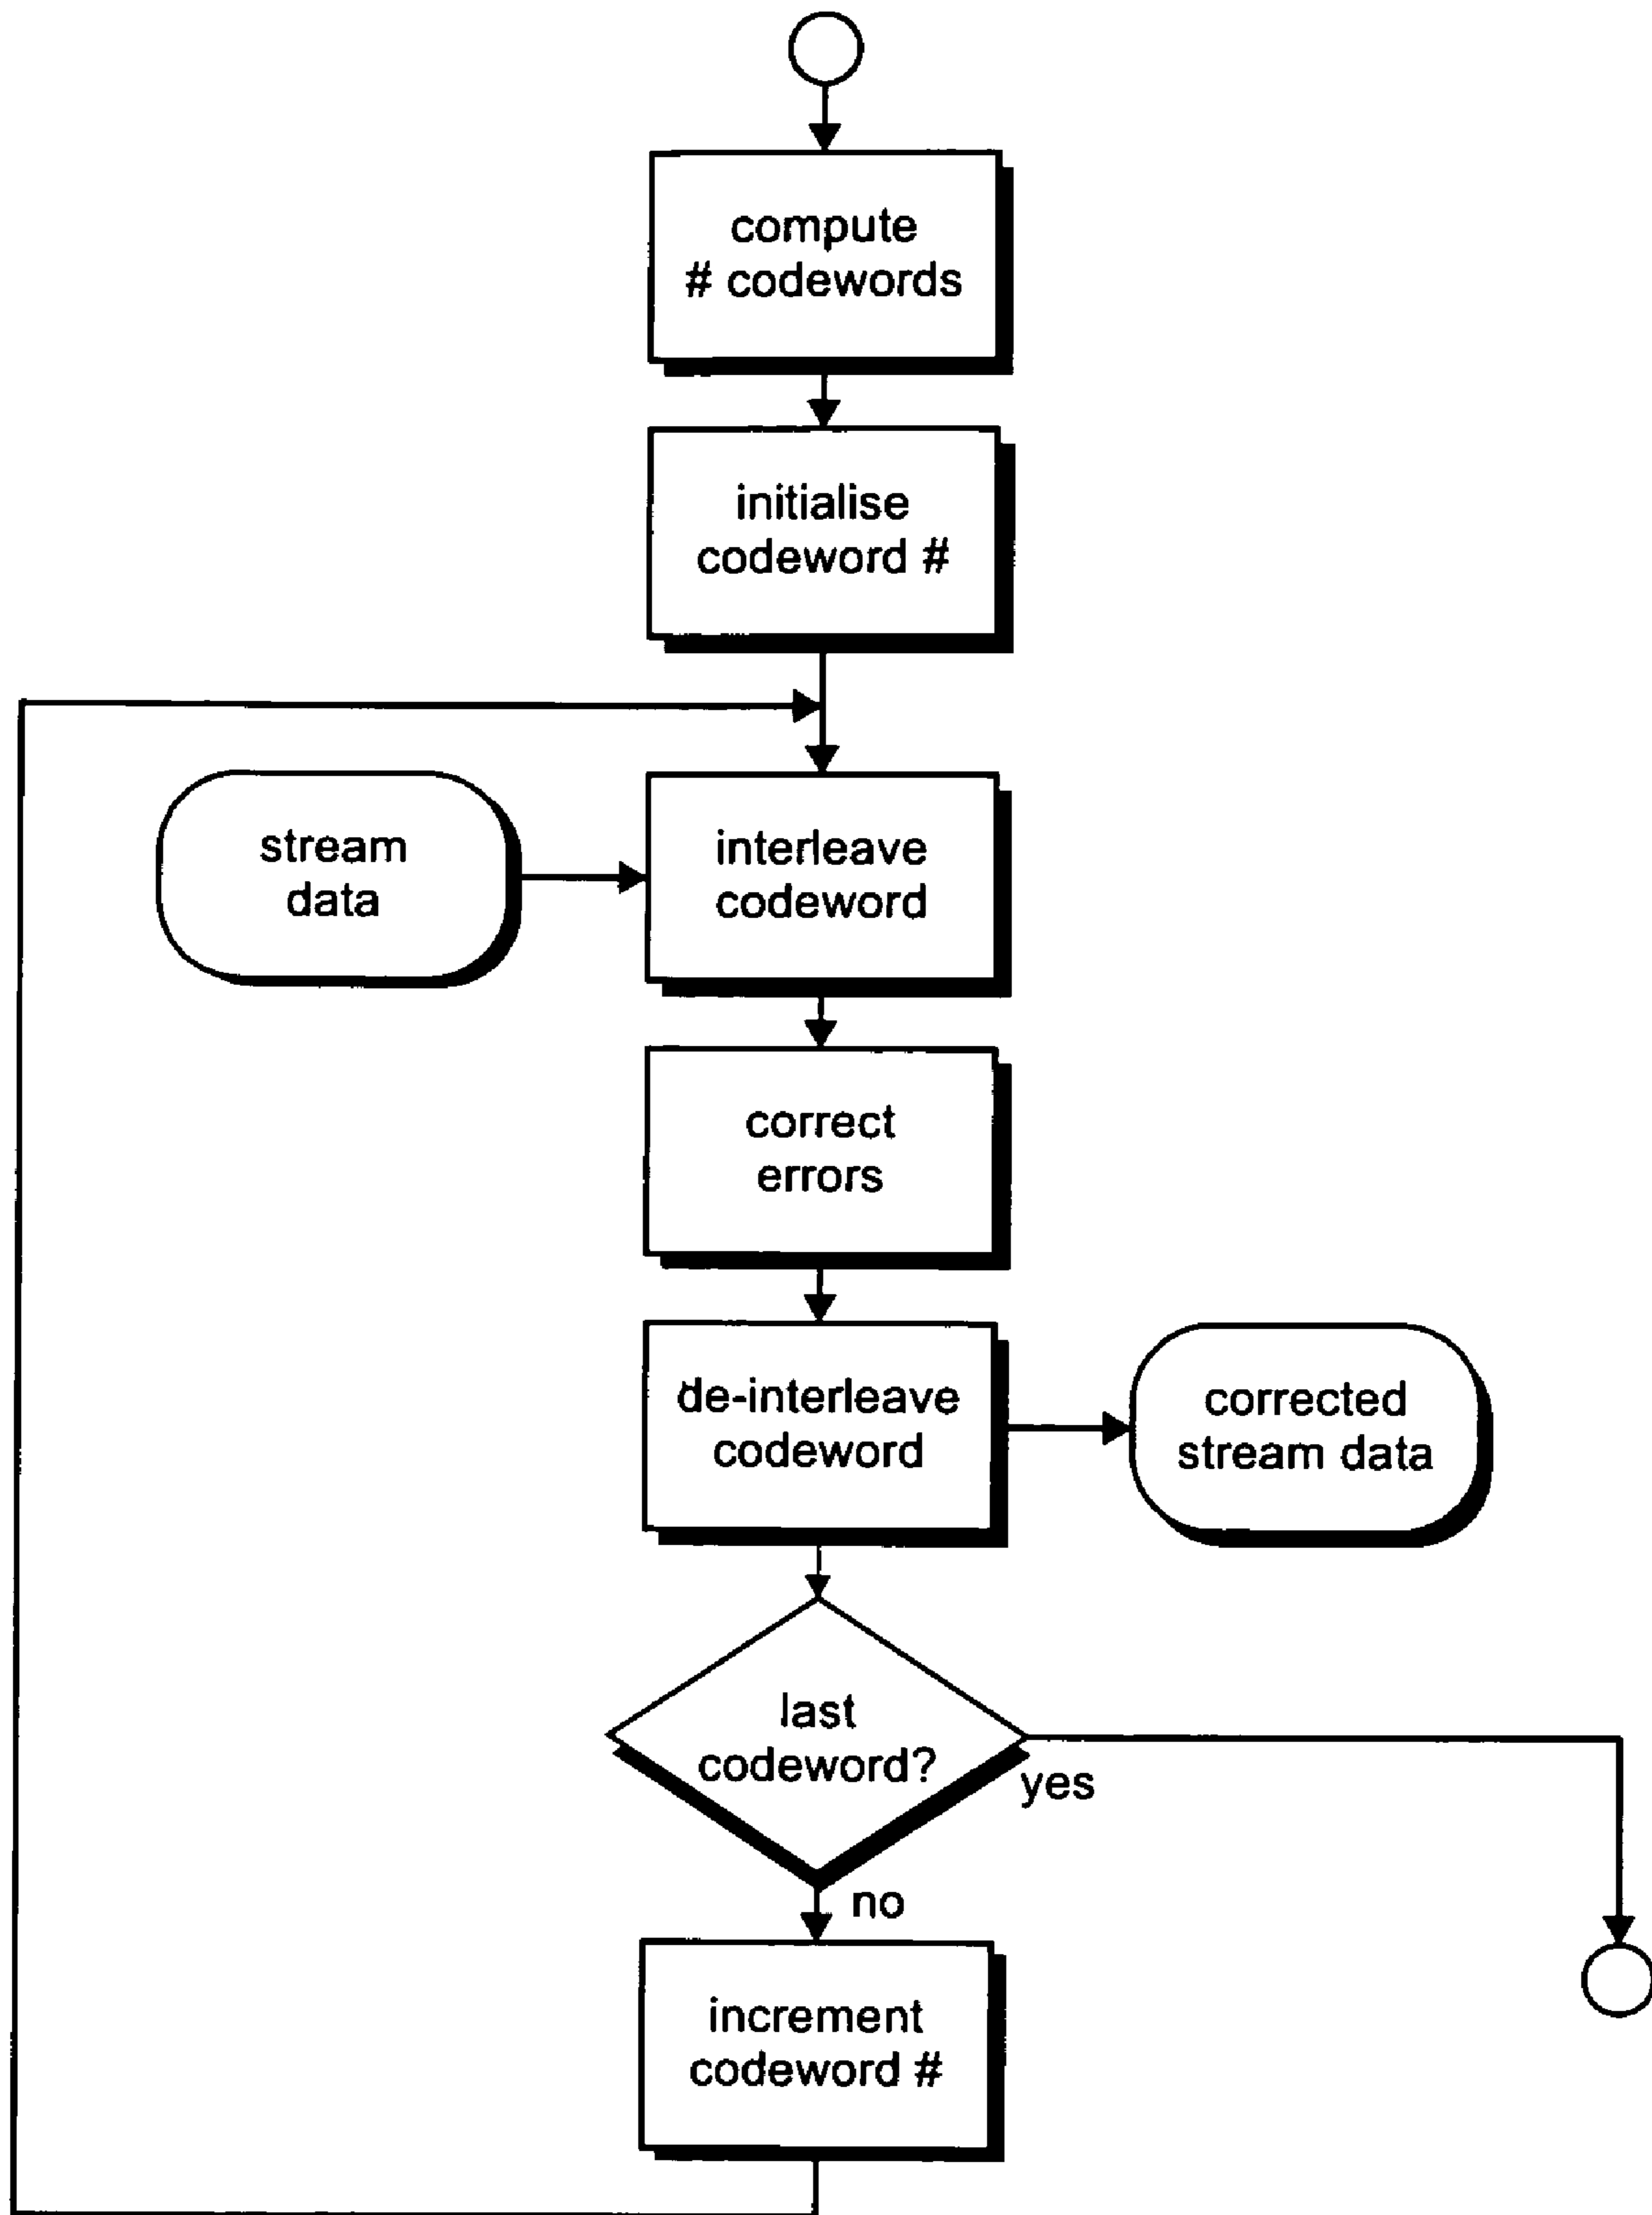 compute
# codewords
initialise
codeword #
stream
data
interleave
codeword
correct
errors
de-interleave
codeword
corrected
stream data
last
codeword?
yes
no
increment
codeword #